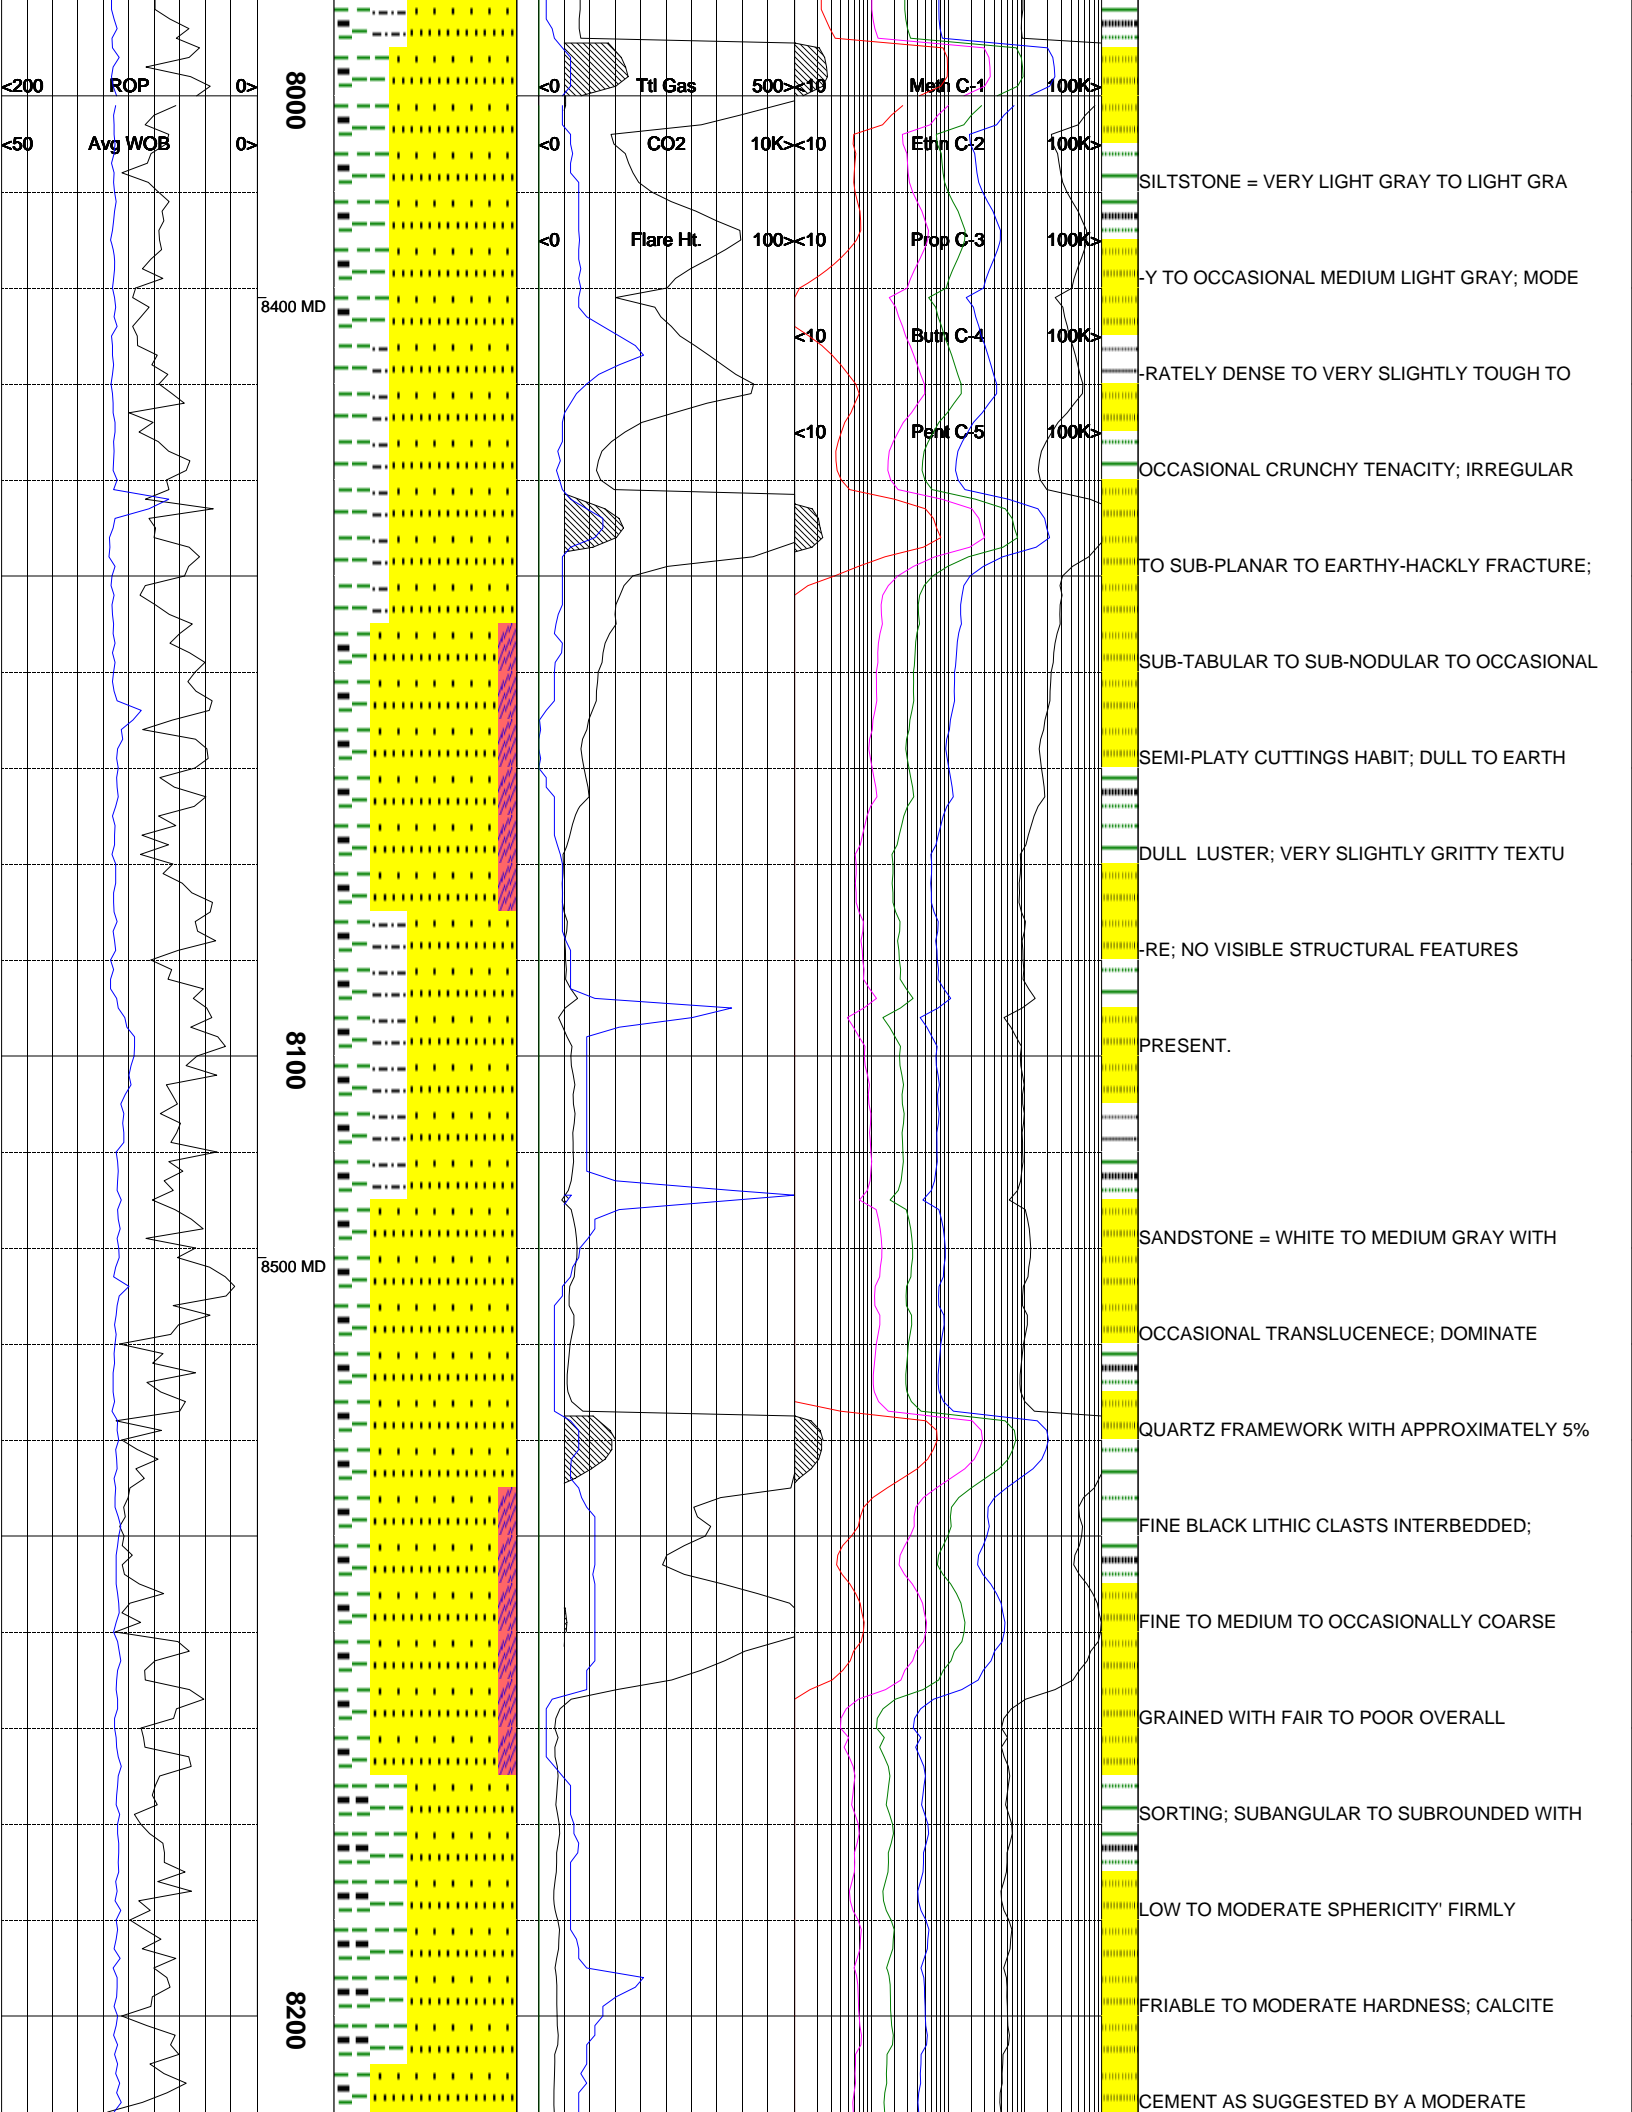 <200 ROP 0> <0 Ttl Gas 500> <10 Meth C-1 100K>
8000
<50 Avg WOB 0> <0 CO2 10K> <10 Ethn C-2 100K>
SILTSTONE = VERY LIGHT GRAY TO LIGHT GRA
<0 Flare Ht. 100> <10 Prop C-3 100K>
-Y TO OCCASIONAL MEDIUM LIGHT GRAY; MODE
8400 MD
<10 Butn C-4 100K>
-RATELY DENSE TO VERY SLIGHTLY TOUGH TO
<10 Pent C-5 100K>
OCCASIONAL CRUNCHY TENACITY; IRREGULAR
TO SUB-PLANAR TO EARTHY-HACKLY FRACTURE;
SUB-TABULAR TO SUB-NODULAR TO OCCASIONAL
SEMI-PLATY CUTTINGS HABIT; DULL TO EARTH
DULL  LUSTER; VERY SLIGHTLY GRITTY TEXTU
-RE; NO VISIBLE STRUCTURAL FEATURES
8100
PRESENT.
SANDSTONE = WHITE TO MEDIUM GRAY WITH
8500 MD
OCCASIONAL TRANSLUCENECE; DOMINATE
QUARTZ FRAMEWORK WITH APPROXIMATELY 5%
FINE BLACK LITHIC CLASTS INTERBEDDED;
FINE TO MEDIUM TO OCCASIONALLY COARSE
GRAINED WITH FAIR TO POOR OVERALL
SORTING; SUBANGULAR TO SUBROUNDED WITH
LOW TO MODERATE SPHERICITY' FIRMLY
8200
FRIABLE TO MODERATE HARDNESS; CALCITE
CEMENT AS SUGGESTED BY A MODERATE